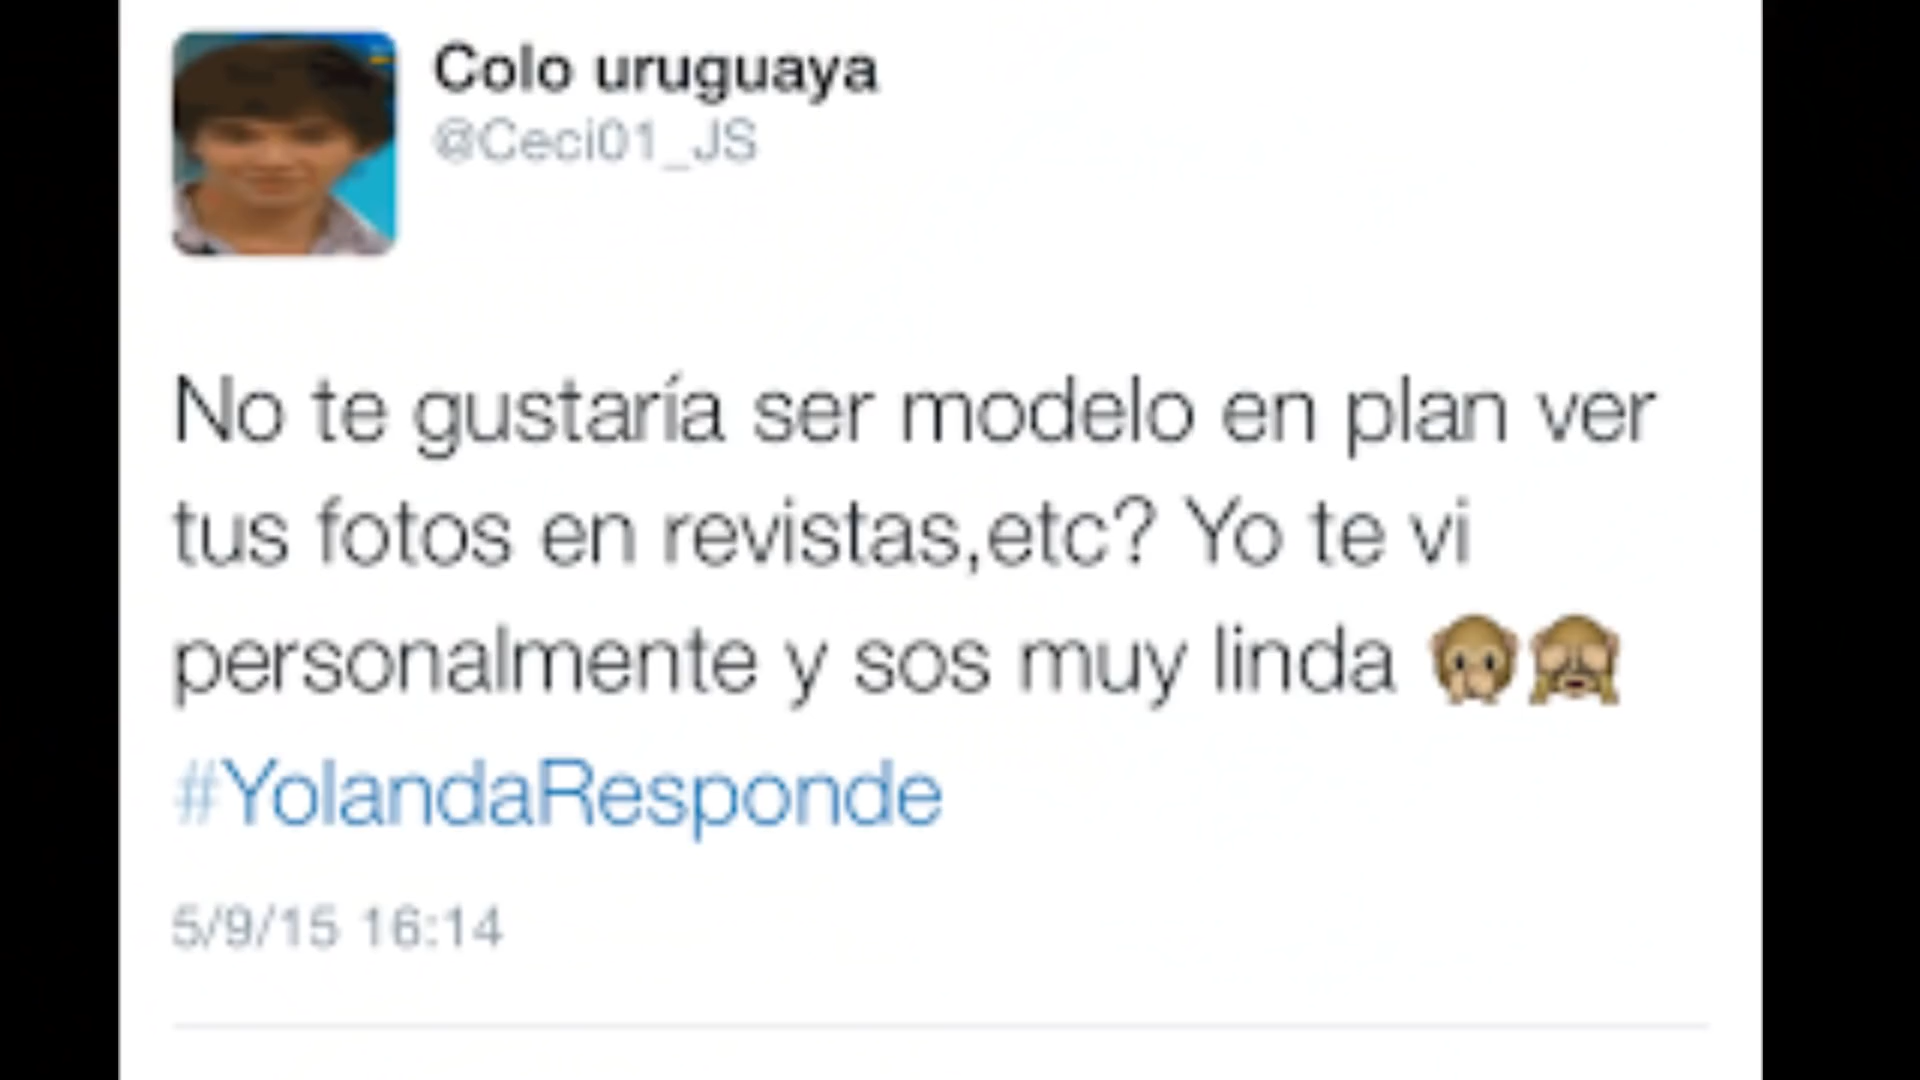 Colo uruguaya
@Ceci01_JS
No te gustaría ser modelo en plan ver
tus fotos en revistas,etc? Yo te vi
personalmente y sos muy linda 🙊🙈
#YolandaResponde
5/9/15 16:14